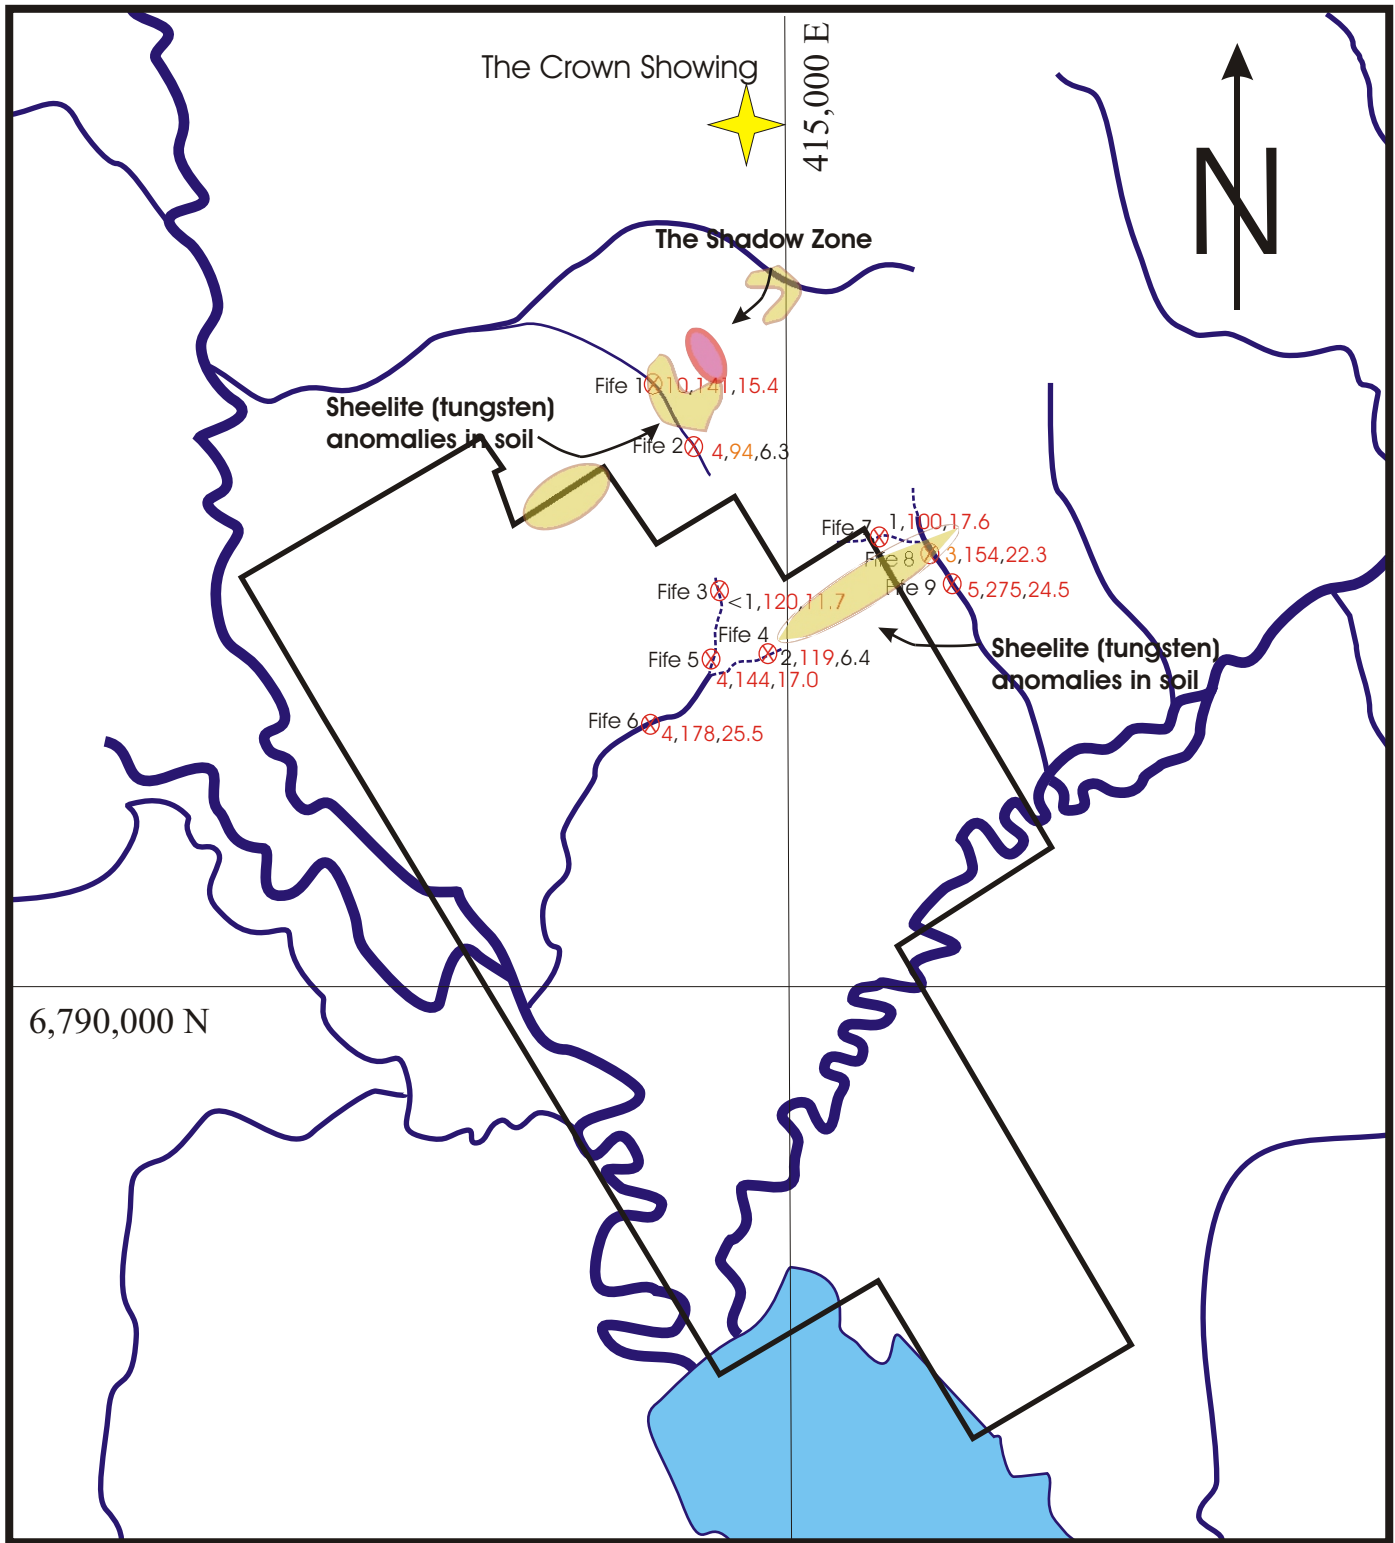 The Crown Showing
415,000 E
N
The Shadow Zone
Fife 1 10,141,15.4
Sheelite (tungsten)
anomalies in soil
Fife 2 4,94,6.3
Fife 7 1,100,17.6
Fife 8 3,154,22.3
Fife 9 5,275,24.5
Fife 3 <1,120,11.7
Fife 4 2,119,6.4
Fife 5 4,144,17.0
Sheelite (tungsten)
anomalies in soil
Fife 6 4,178,25.5
6,790,000 N